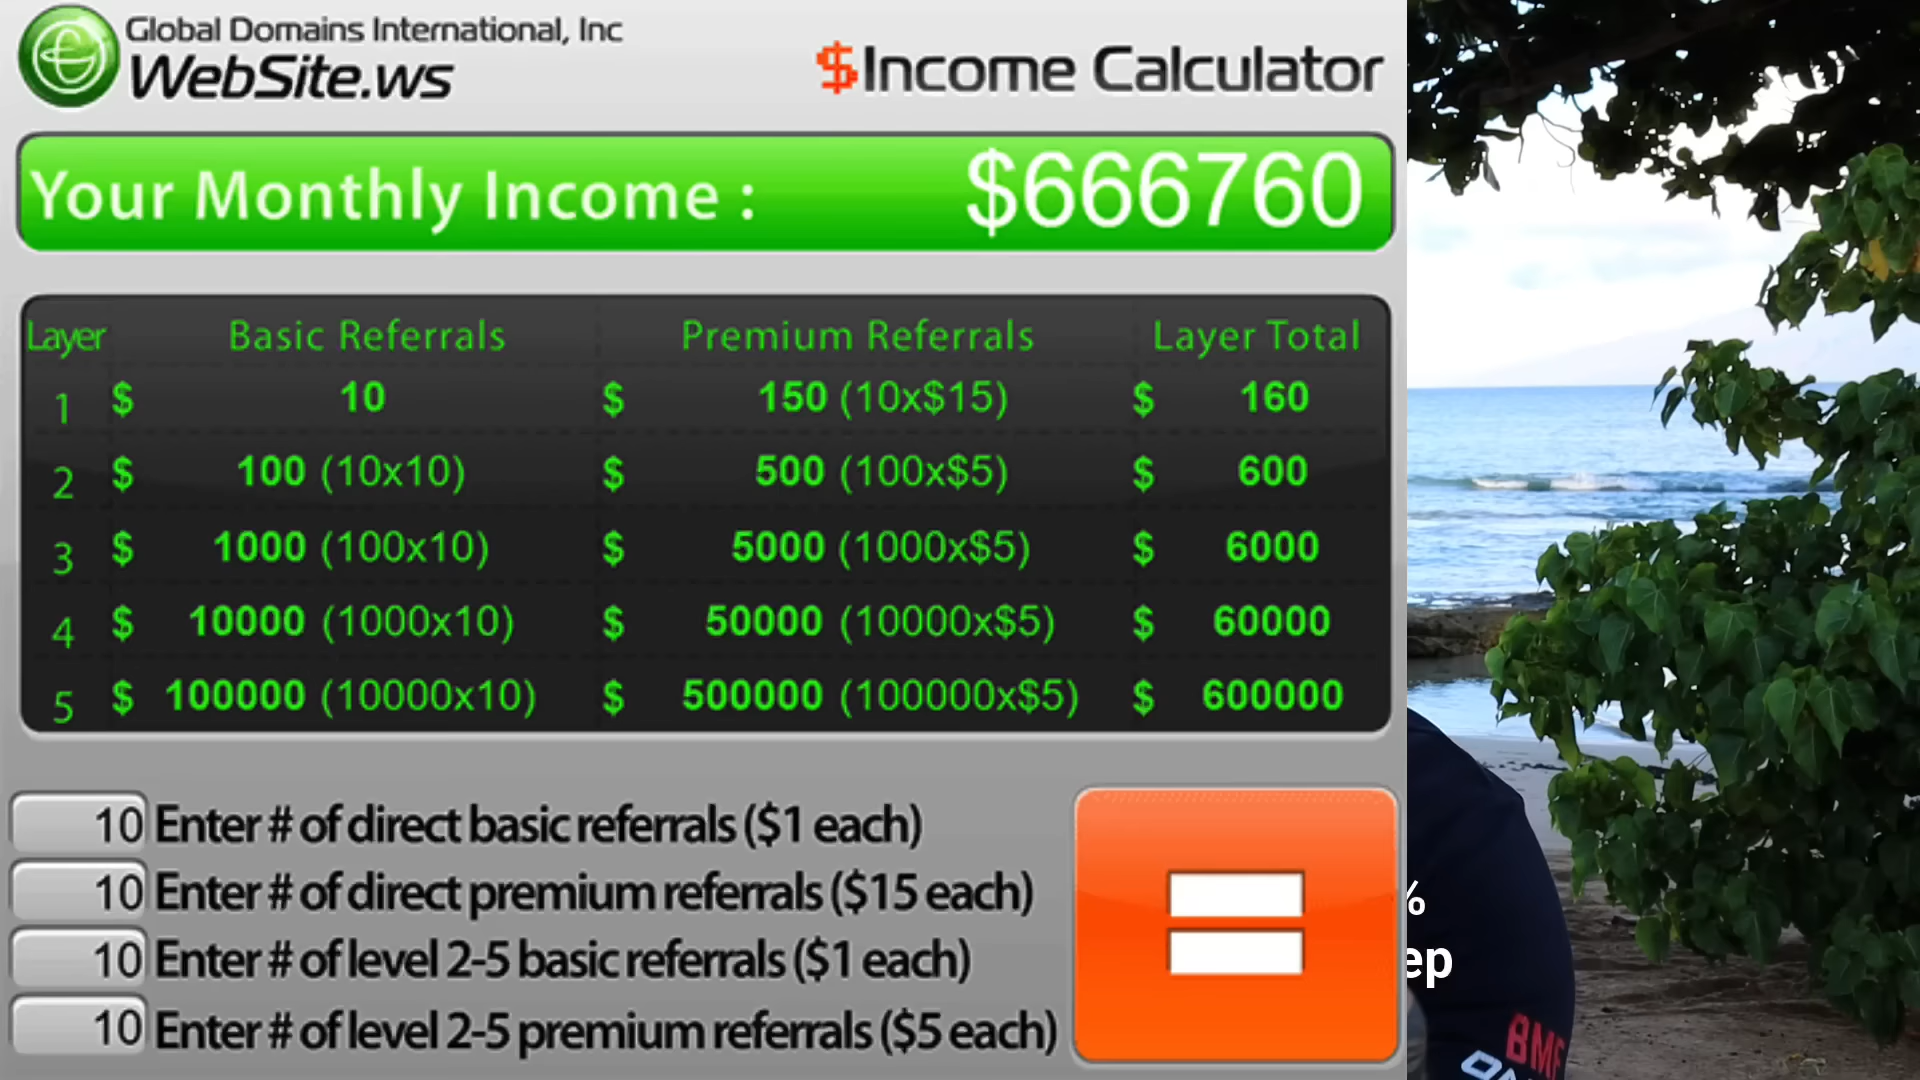 Global Domains International, Inc
WebSite.ws
$Income Calculator
Your Monthly Income : $666760
Layer Basic Referrals Premium Referrals Layer Total
1 $ 10 $ 150 (10x$15) $ 160
2 $ 100 (10x10) $ 500 (100x$5) $ 600
3 $ 1000 (100x10) $ 5000 (1000x$5) $ 6000
4 $ 10000 (1000x10) $ 50000 (10000x$5) $ 60000
5 $ 100000 (10000x10) $ 500000 (100000x$5) $ 600000
10 Enter # of direct basic referrals ($1 each)
10 Enter # of direct premium referrals ($15 each)
10 Enter # of level 2-5 basic referrals ($1 each)
10 Enter # of level 2-5 premium referrals ($5 each)
=
%
ep
BMF